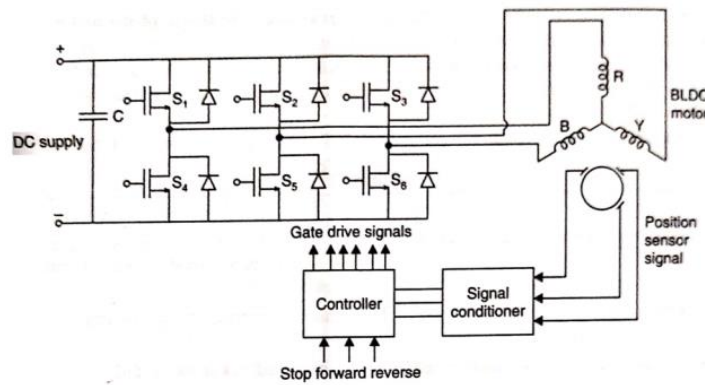 +
S1
S2
S3
R
BLDC
motor
C
B
Y
DC supply
S4
S5
S6
–
Gate drive signals
Position
sensor
signal
Controller
Signal
conditioner
Stop forward reverse